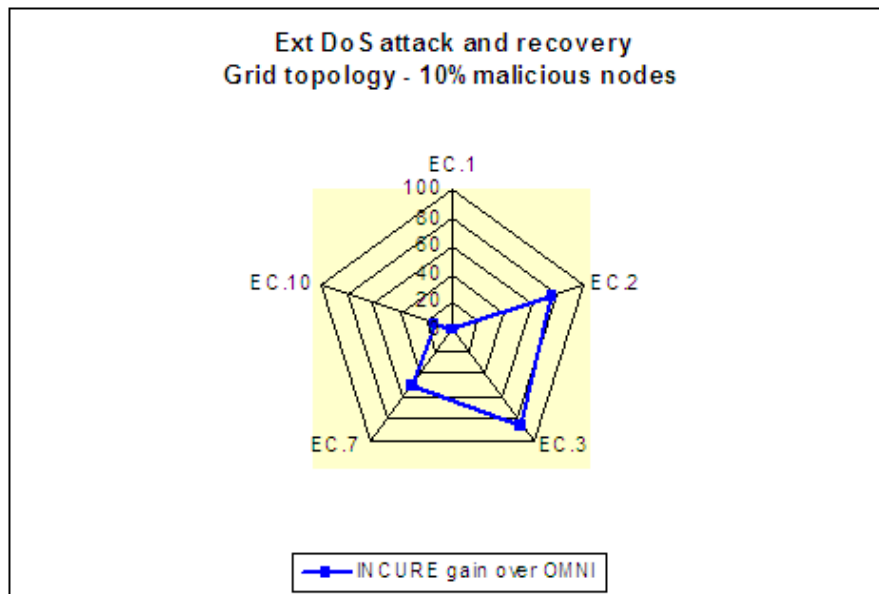 Ext DoS attack and recovery
Grid topology - 10% malicious nodes
EC.1
100
80
60
40
20
0
EC.10
EC.2
EC.7
EC.3
INCURE gain over OMNI